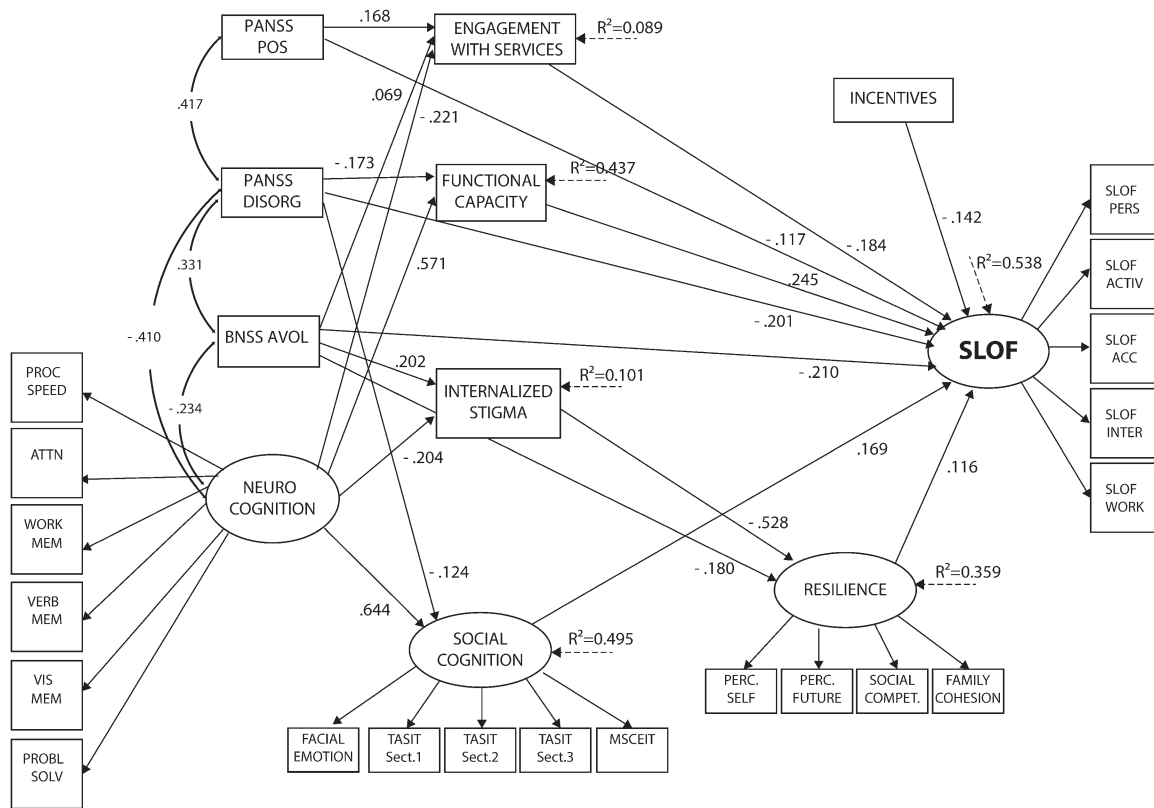 PANSS
POS
.168
ENGAGEMENT
WITH SERVICES
R²=0.089
.417
.069
- .221
INCENTIVES
PANSS
DISORG
- .173
FUNCTIONAL
CAPACITY
R²=0.437
SLOF
PERS
- .142
- .117
- .184
.331
.571
.245
R²=0.538
SLOF
ACTIV
- .201
- .410
BNSS AVOL
SLOF
SLOF
ACC
.202
- .210
PROC
SPEED
INTERNALIZED
STIGMA
R²=0.101
- .234
SLOF
INTER
ATTN
- .204
.169
.116
NEURO
COGNITION
SLOF
WORK
WORK
MEM
- .528
- .180
- .124
RESILIENCE
R²=0.359
VERB
MEM
.644
SOCIAL
COGNITION
R²=0.495
VIS
MEM
PERC.
SELF
PERC.
FUTURE
SOCIAL
COMPET.
FAMILY
COHESION
FACIAL
EMOTION
TASIT
Sect.1
TASIT
Sect.2
TASIT
Sect.3
MSCEIT
PROBL
SOLV